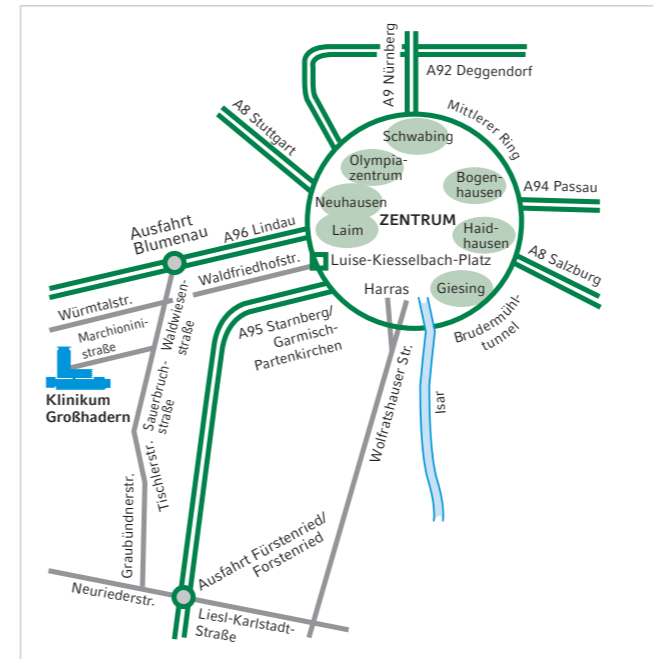 A9 Nürnberg
A92 Deggendorf
A8 Stuttgart
Mittlerer Ring
Schwabing
Olympia-
zentrum
Bogen-
hausen
A94 Passau
Neuhausen
ZENTRUM
Laim
Haid-
hausen
A8 Salzburg
Ausfahrt
Blumenau
A96 Lindau
Waldfriedhofstr.
Luise-Kiesselbach-Platz
Harras
Giesing
Würmtalstr.
Marchionini-
straße
Waldwiesen-
straße
A95 Starnberg/
Garmisch-
Partenkirchen
Brudermühl-
tunnel
Klinikum
Großhadern
Sauerbruch-
straße
Wolfratshauser Str.
Isar
Tischlerstr.
Graubündnerstr.
Ausfahrt Fürstenried/
Forstenried
Neuriederstr.
Liesl-Karlstadt-
Straße